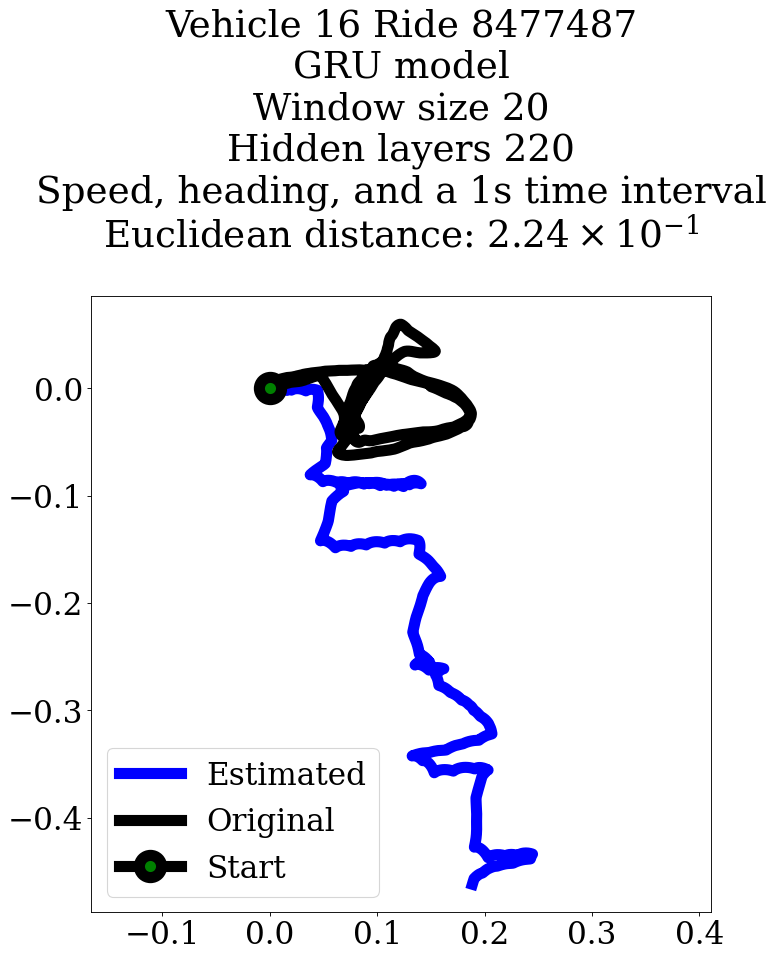 Vehicle 16 Ride 8477487
GRU model
Window size 20
Hidden layers 220
Speed, heading, and a 1s time interval
Euclidean distance: 2.24 × 10⁻¹
0.0
−0.1
−0.2
−0.3
−0.4
Estimated
Original
Start
−0.1 0.0 0.1 0.2 0.3 0.4